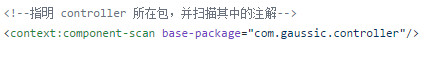 <!--指明 controller 所在包，并扫描其中的注解-->
<context:component-scan base-package="com.gaussic.controller"/>